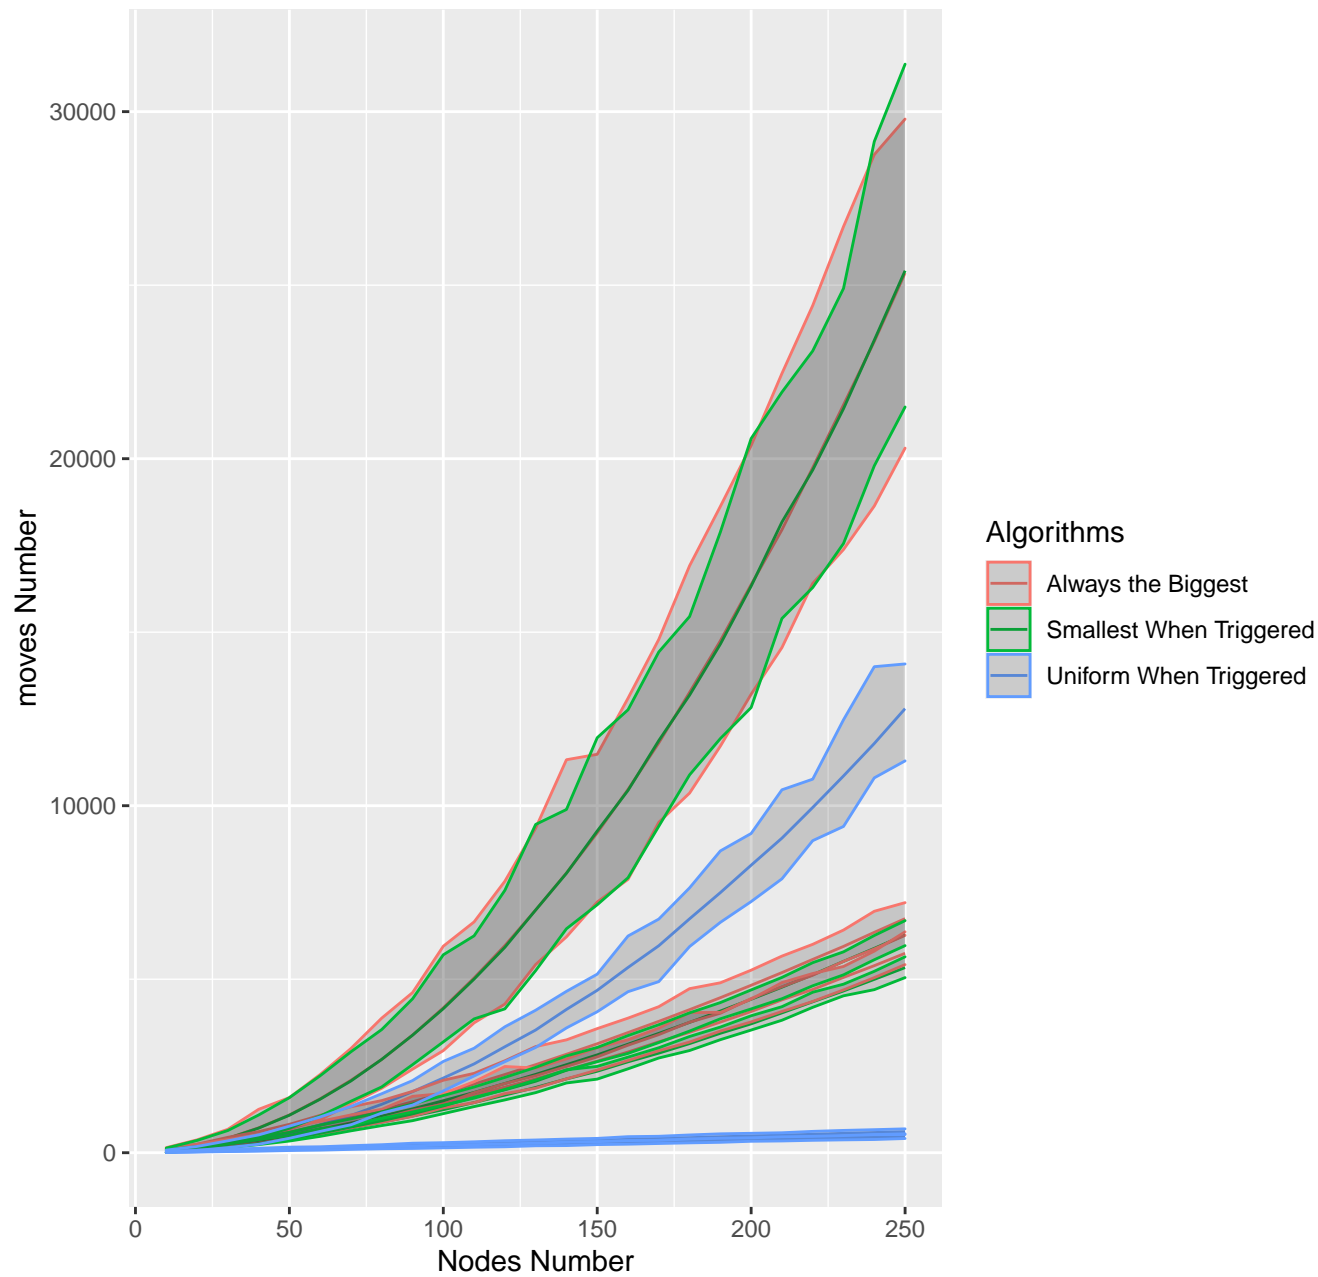 30000
20000
10000
0
moves Number
0
50
100
150
200
250
Nodes Number
Algorithms
Always the Biggest
Smallest When Triggered
Uniform When Triggered